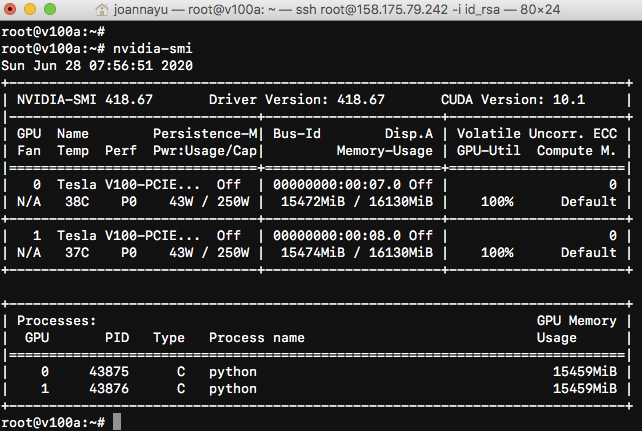 joannayu — root@v100a: ~ — ssh root@158.175.79.242 -i id_rsa — 80×24
root@v100a:~#
root@v100a:~# nvidia-smi
Sun Jun 28 07:56:51 2020
+-----------------------------------------------------------------------------+
| NVIDIA-SMI 418.67       Driver Version: 418.67       CUDA Version: 10.1     |
|-------------------------------+----------------------+----------------------+
| GPU  Name        Persistence-M| Bus-Id        Disp.A | Volatile Uncorr. ECC |
| Fan  Temp  Perf  Pwr:Usage/Cap|         Memory-Usage | GPU-Util  Compute M. |
|===============================+======================+======================|
|   0  Tesla V100-PCIE...  Off  | 00000000:00:07.0 Off |                    0 |
| N/A   38C    P0    43W / 250W |  15472MiB / 16130MiB |    100%      Default |
+-------------------------------+----------------------+----------------------+
|   1  Tesla V100-PCIE...  Off  | 00000000:00:08.0 Off |                    0 |
| N/A   37C    P0    43W / 250W |  15474MiB / 16130MiB |    100%      Default |
+-------------------------------+----------------------+----------------------+
+-----------------------------------------------------------------------------+
| Processes:                                                       GPU Memory |
|  GPU       PID   Type   Process name                             Usage      |
|=============================================================================|
|    0     43875      C   python                                     15459MiB |
|    1     43876      C   python                                     15459MiB |
+-----------------------------------------------------------------------------+
root@v100a:~#